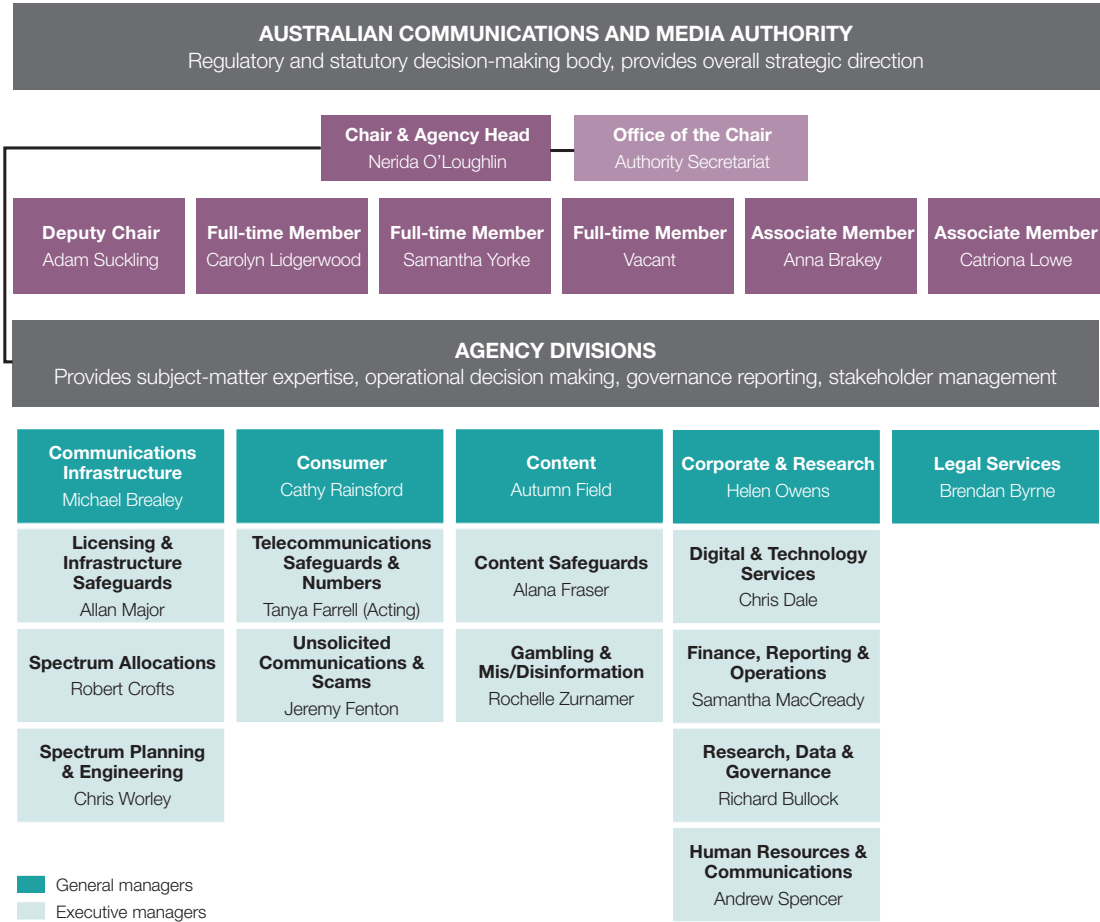 AUSTRALIAN COMMUNICATIONS AND MEDIA AUTHORITY
Regulatory and statutory decision-making body, provides overall strategic direction
Chair & Agency Head
Nerida O’Loughlin
Office of the Chair
Authority Secretariat
Deputy Chair
Adam Suckling
Full-time Member
Carolyn Lidgerwood
Full-time Member
Samantha Yorke
Full-time Member
Vacant
Associate Member
Anna Brakey
Associate Member
Catriona Lowe
AGENCY DIVISIONS
Provides subject-matter expertise, operational decision making, governance reporting, stakeholder management
Communications
Infrastructure
Michael Brealey
Licensing &
Infrastructure
Safeguards
Allan Major
Spectrum Allocations
Robert Crofts
Spectrum Planning
& Engineering
Chris Worley
Consumer
Cathy Rainsford
Telecommunications
Safeguards &
Numbers
Tanya Farrell (Acting)
Unsolicited
Communications &
Scams
Jeremy Fenton
Content
Autumn Field
Content Safeguards
Alana Fraser
Gambling &
Mis/Disinformation
Rochelle Zurnamer
Corporate & Research
Helen Owens
Digital & Technology
Services
Chris Dale
Finance, Reporting &
Operations
Samantha MacCready
Research, Data &
Governance
Richard Bullock
Human Resources &
Communications
Andrew Spencer
Legal Services
Brendan Byrne
General managers
Executive managers